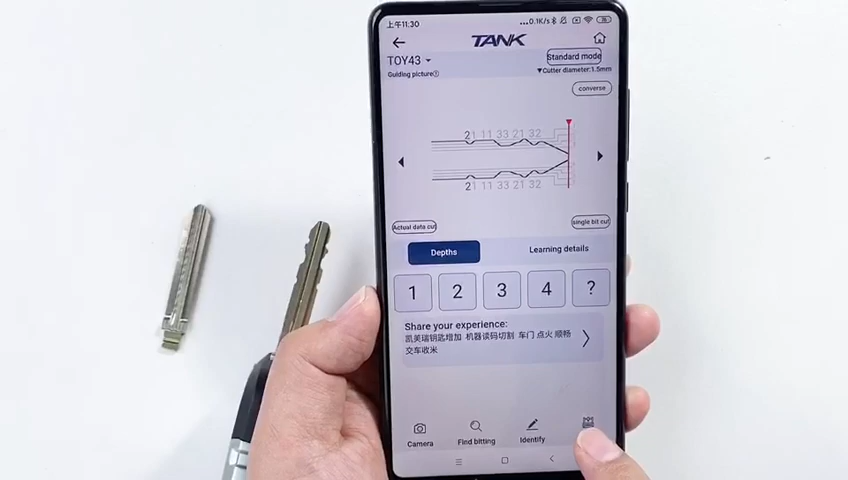 上午11:30
...0.1K/s
TANK
TOY43
Standard mode
Guiding picture
▼Cutter diameter:1.5mm
converse
21 11 33 21 32
21 11 33 21 32
Actual data cut
single bit cut
Depths
Learning details
1 2 3 4 ?
Share your experience:
凯美瑞钥匙增加 机器读码切割 车门 点火 顺畅
交车收米
Camera
Find bitting
Identify